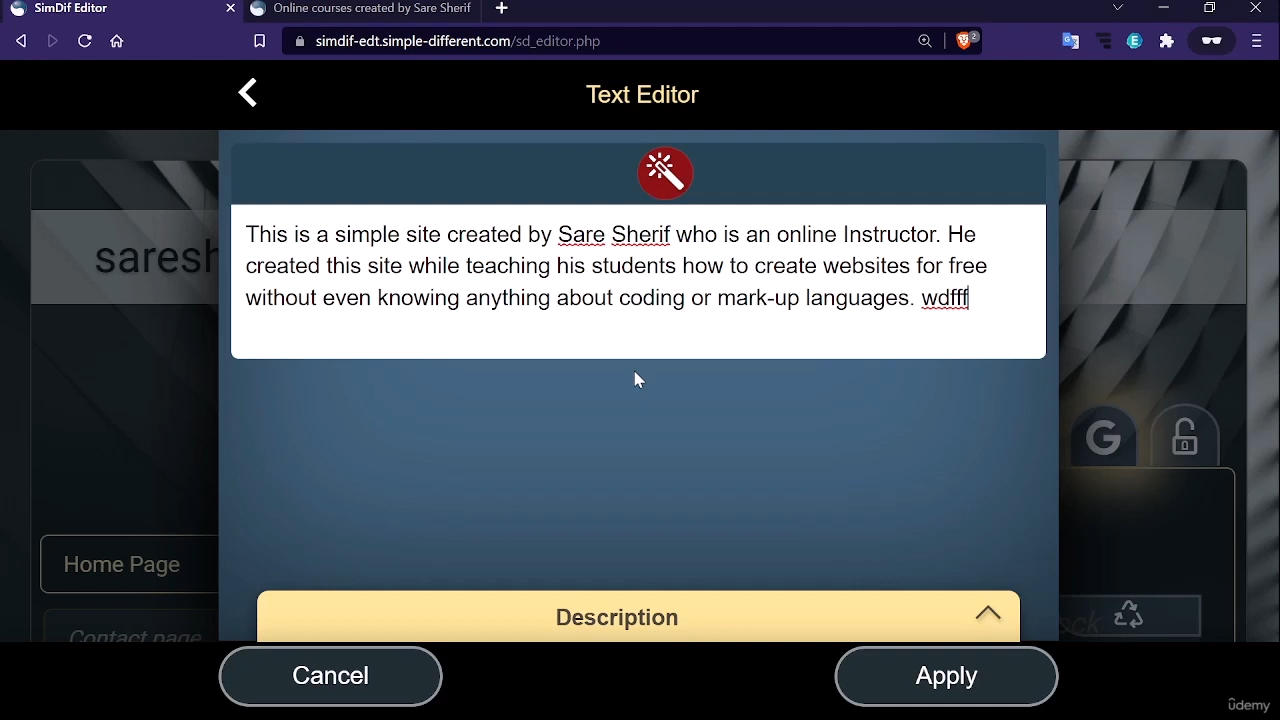 SimDif Editor
Online courses created by Sare Sherif
simdif-edt.simple-different.com/sd_editor.php
2
E
Text Editor
saresh
This is a simple site created by Sare Sherif who is an online Instructor. He
created this site while teaching his students how to create websites for free
without even knowing anything about coding or mark-up languages. wdfff
G
Home Page
Description
Contact page
ock
Cancel
Apply
ûdemy